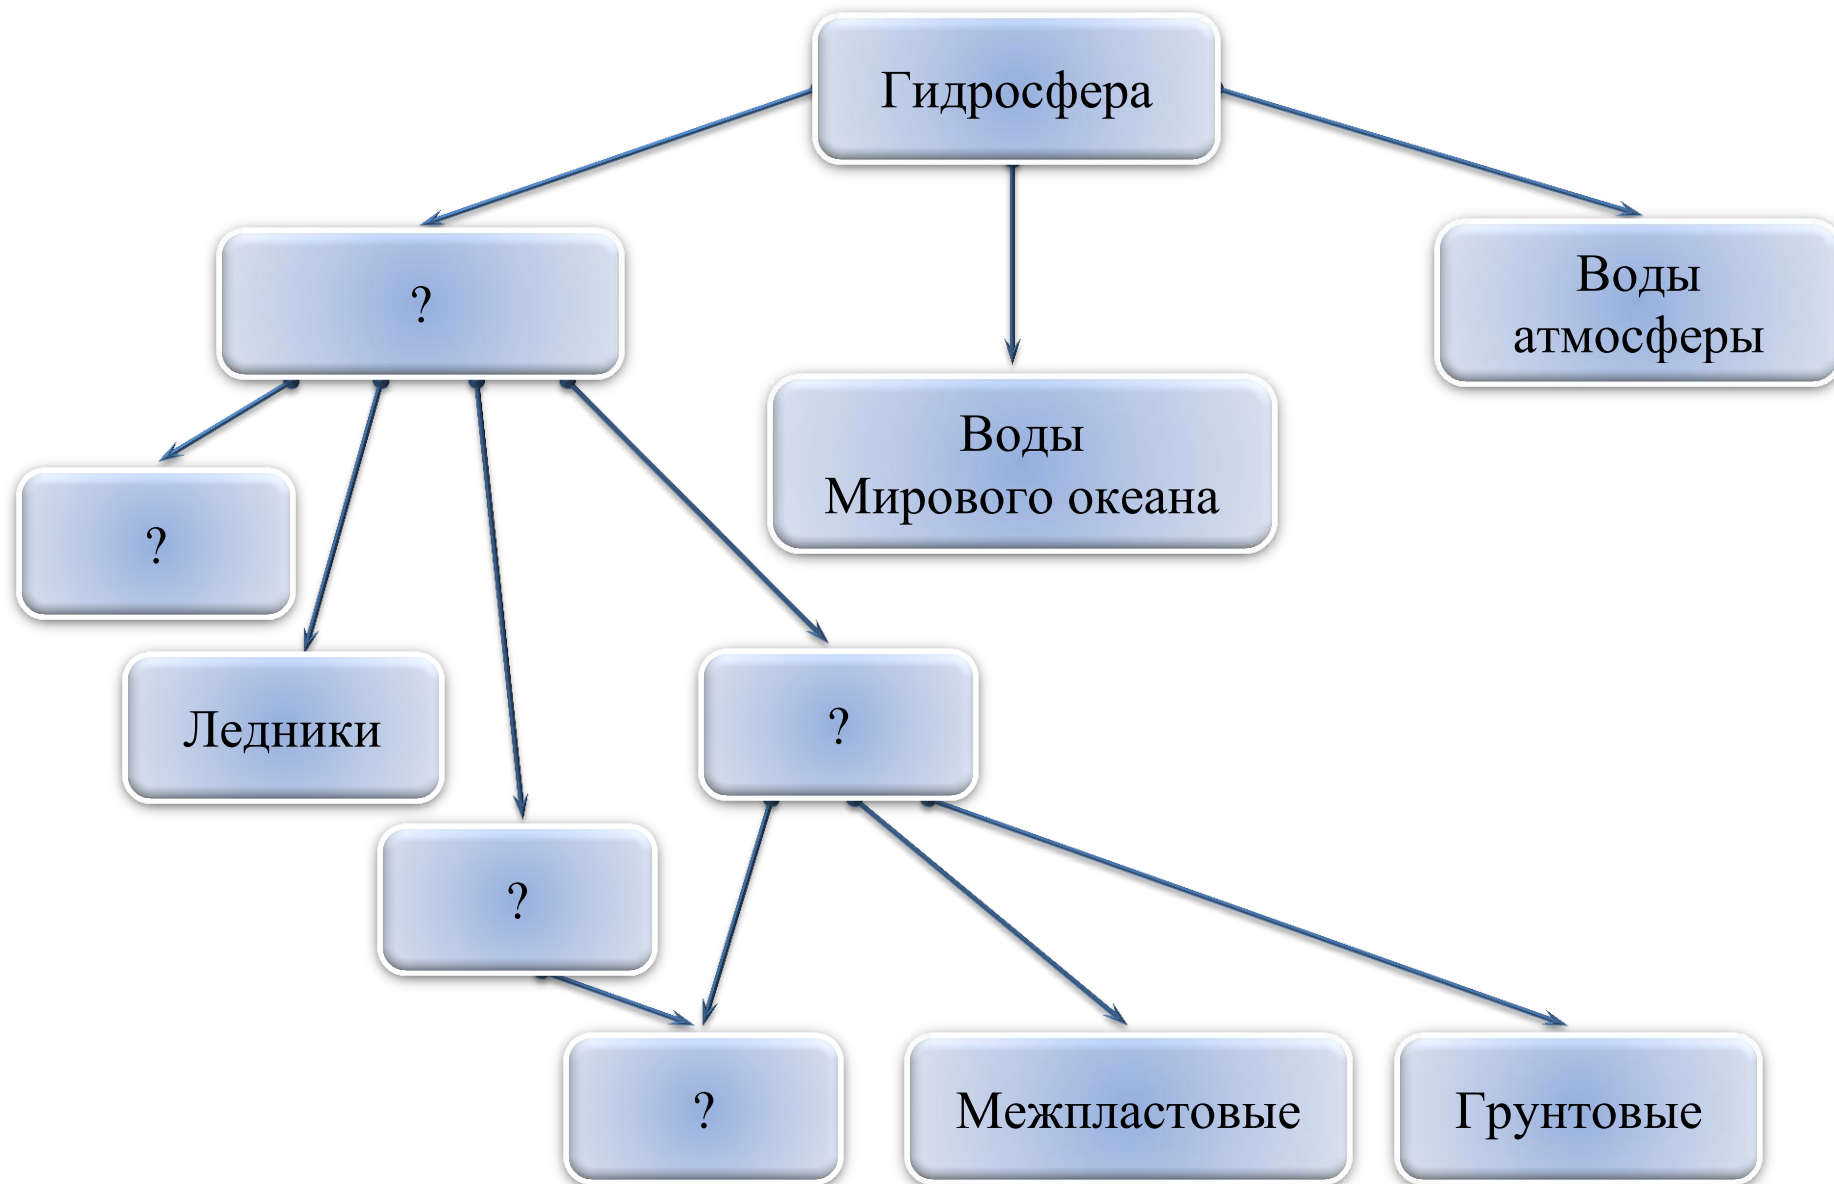 Гидросфера
?
Воды
атмосферы
Воды
Мирового океана
?
Ледники
?
?
?
Межпластовые
Грунтовые